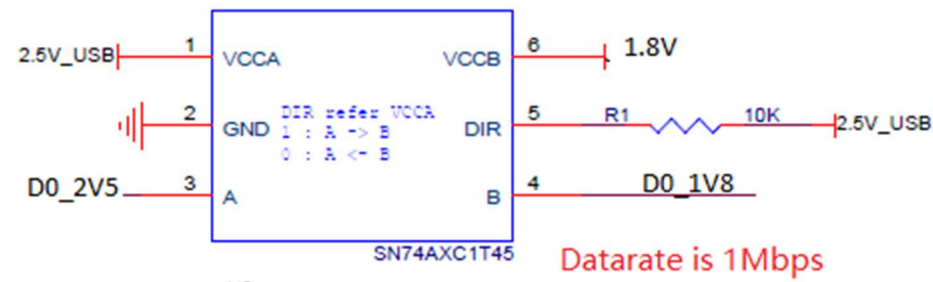 2.5V_USB
1
VCCA
VCCB
6
1.8V
2
GND
DIR refer VCCA
1 : A -> B
0 : A <- B
DIR
5
R1
10K
2.5V_USB
D0_2V5
3
A
B
4
D0_1V8
SN74AXC1T45
Datarate is 1Mbps